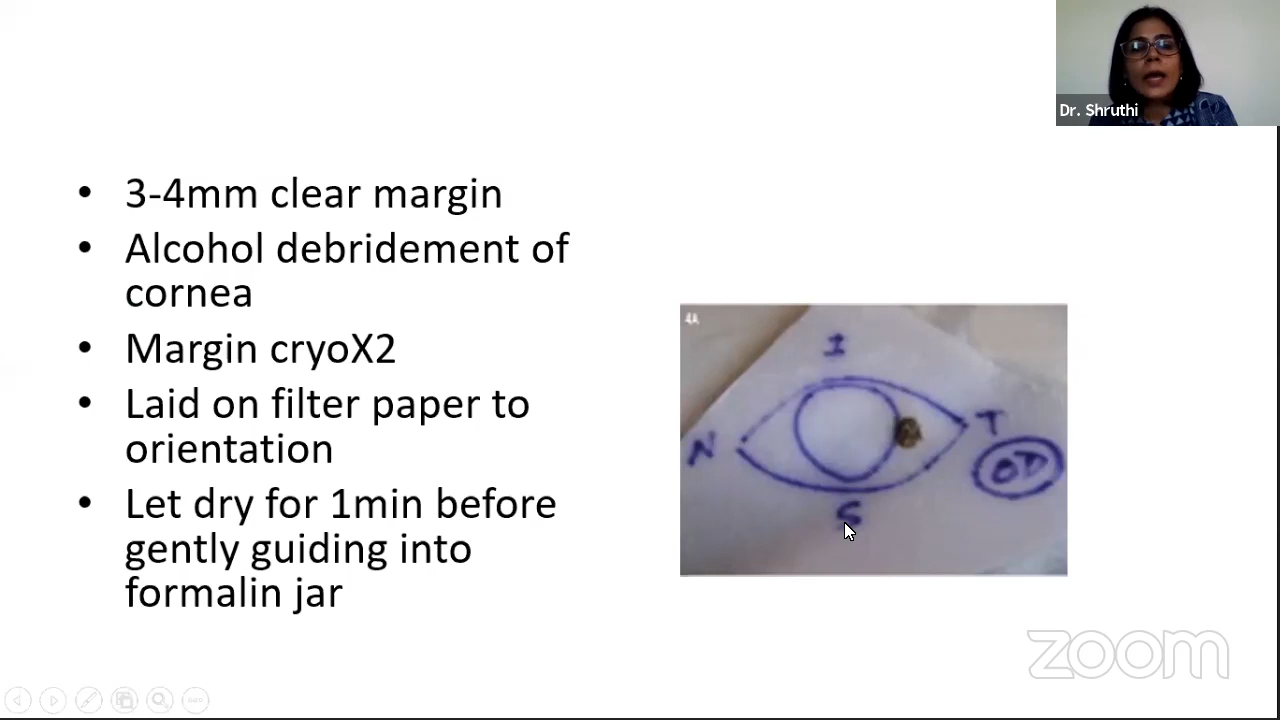 Dr. Shruthi
• 3-4mm clear margin
• Alcohol debridement of
cornea
• Margin cryoX2
• Laid on filter paper to
orientation
• Let dry for 1min before
gently guiding into
formalin jar
4A
I
N
T
OD
S
zoom